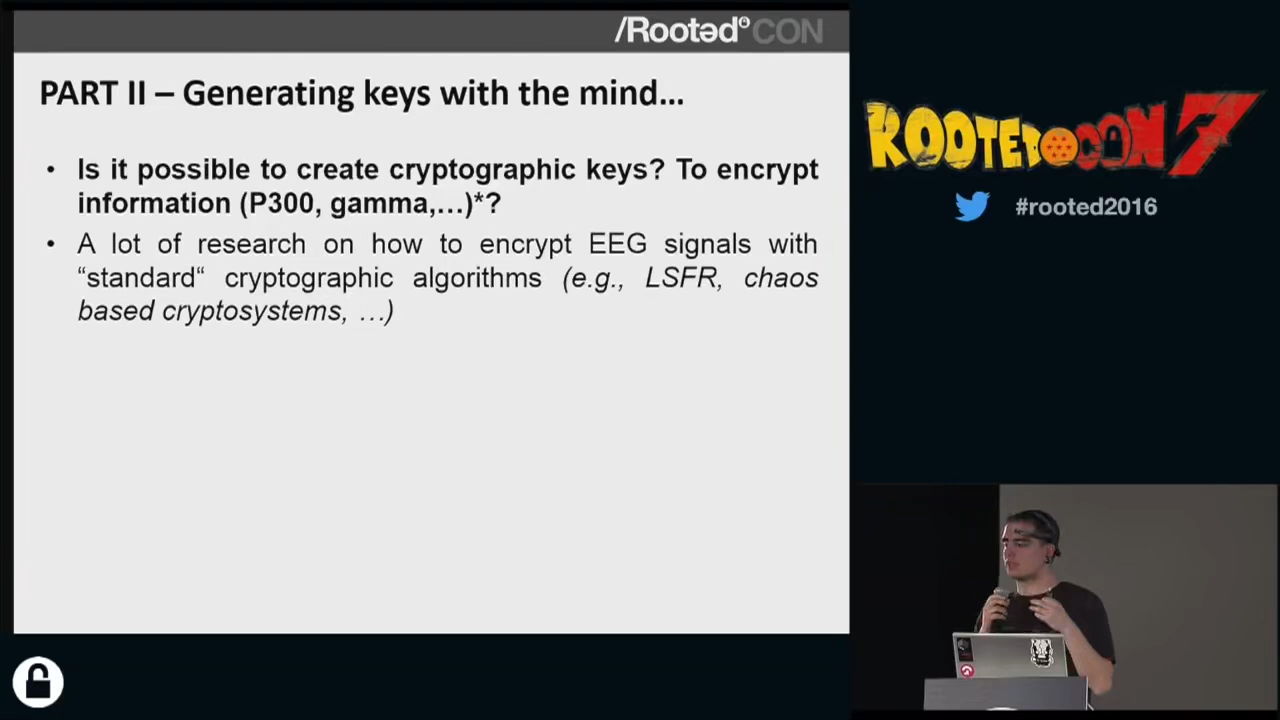 /Rootəd CON
PART II – Generating keys with the mind...
• Is it possible to create cryptographic keys? To encrypt
information (P300, gamma,...)*?
• A lot of research on how to encrypt EEG signals with
“standard“ cryptographic algorithms (e.g., LSFR, chaos
based cryptosystems, ...)
ROOTETOCON 7
#rooted2016